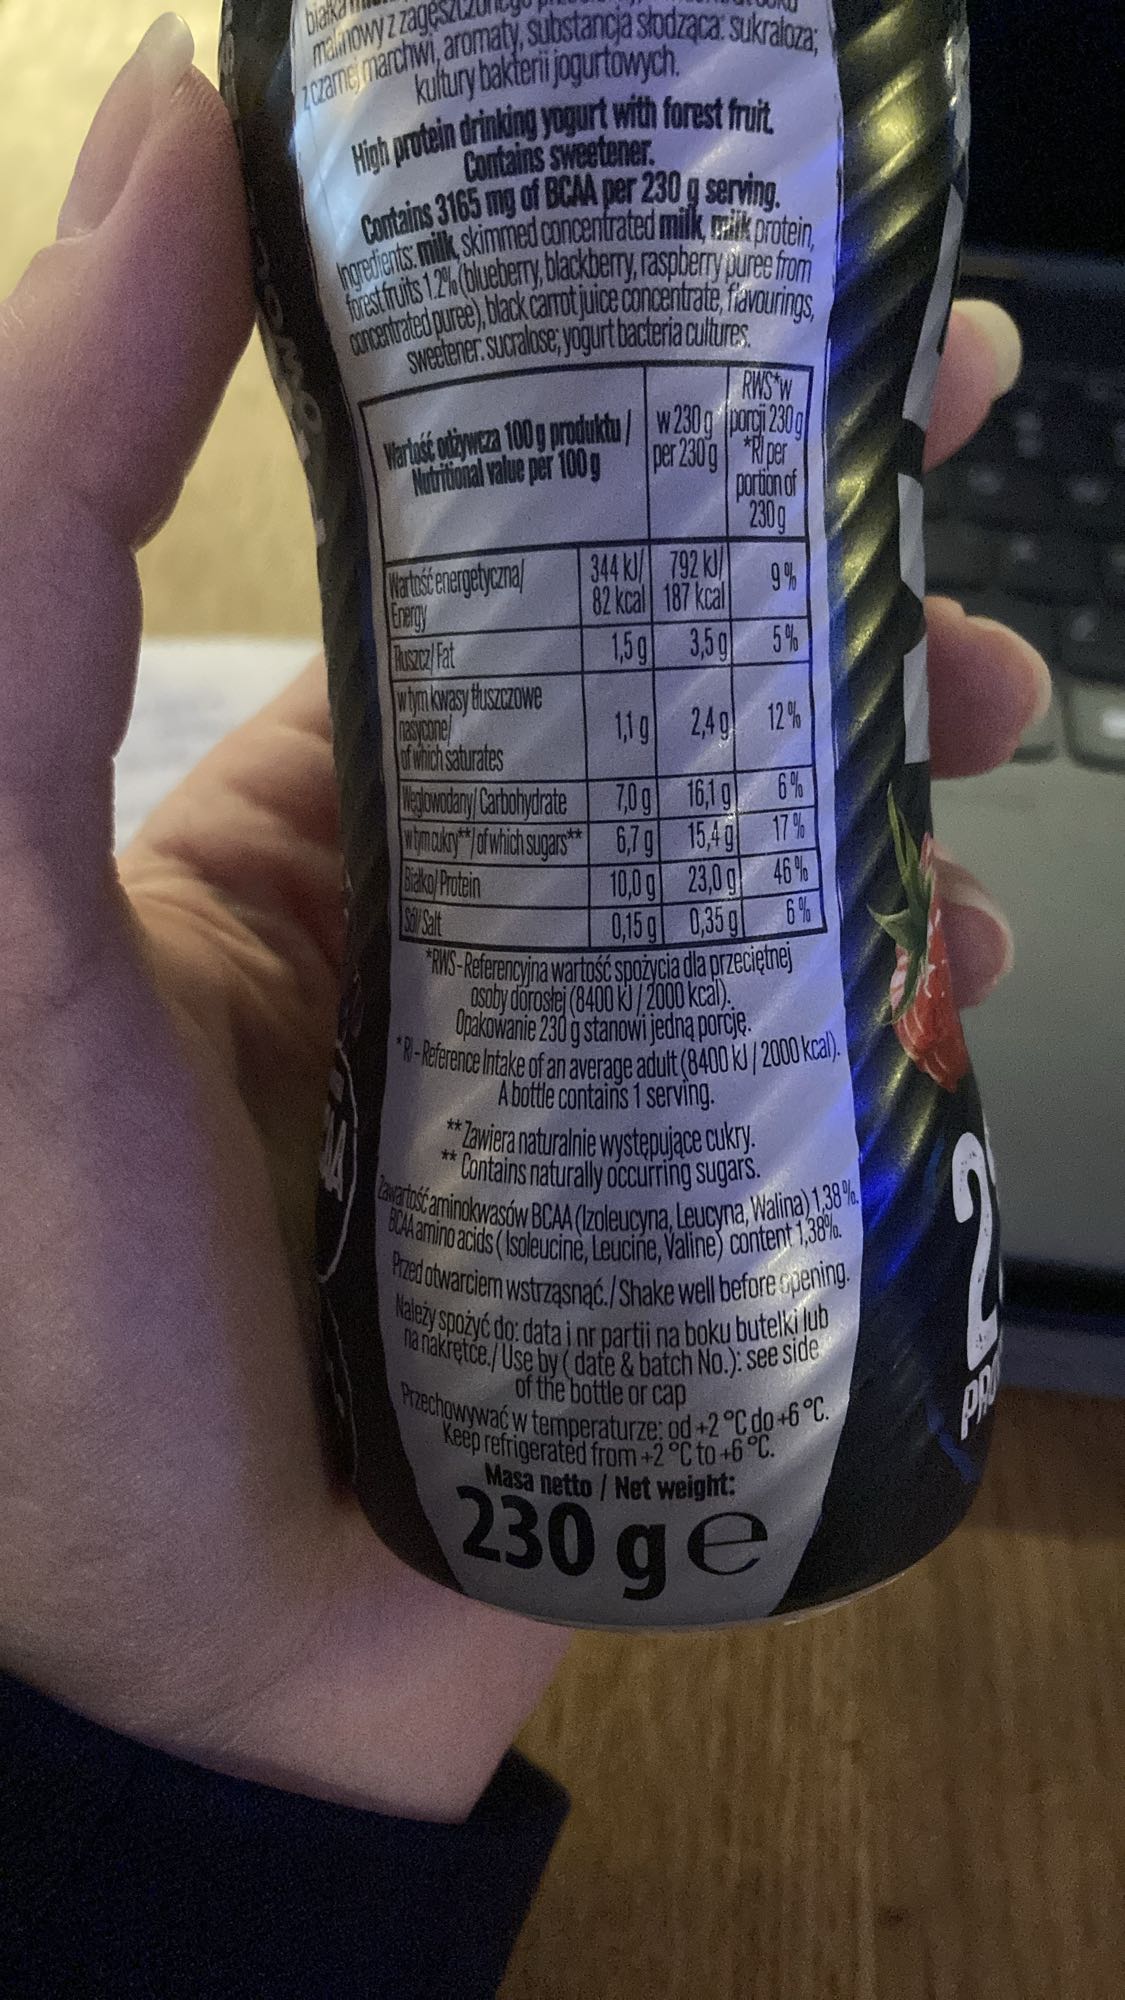 białka
malinowy z zagęszczonego
z czarnej marchwi, aromaty, substancja słodząca: sukraloza;
kultury bakterii jogurtowych.
High protein drinking yogurt with forest fruit.
Contains sweetener.
Contains 3165 mg of BCAA per 230 g serving.
Ingredients: milk, skimmed concentrated milk, milk protein,
forest fruits 1.2% (blueberry, blackberry, raspberry puree from
concentrated puree), black carrot juice concentrate, flavourings,
sweetener: sucralose; yogurt bacteria cultures.
Wartość odżywcza 100 g produktu /
Nutritional value per 100 g
w 230 g
per 230 g
RWS*w
porcji 230 g
*RI per
portion of
230 g
Wartość energetyczna/
Energy
344 kJ/ 792 kJ/ 9 %
82 kcal 187 kcal
Tłuszcz/ Fat 1,5 g 3,5 g 5 %
w tym kwasy tłuszczowe
nasycone/
of which saturates
1,1 g 2,4 g 12 %
Węglowodany/ Carbohydrate 7,0 g 16,1 g 6 %
w tym cukry**/ of which sugars** 6,7 g 15,4 g 17 %
Białko/ Protein 10,0 g 23,0 g 46 %
Sól/ Salt 0,15 g 0,35 g 6 %
*RWS-Referencyjna wartość spożycia dla przeciętnej
osoby dorosłej (8400 kJ / 2000 kcal).
Opakowanie 230 g stanowi jedną porcję.
*RI - Reference Intake of an average adult (8400 kJ / 2000 kcal).
A bottle contains 1 serving.
** Zawiera naturalnie występujące cukry.
** Contains naturally occurring sugars.
Zawartość aminokwasów BCAA (Izoleucyna, Leucyna, Walina) 1,38 %.
BCAA amino acids ( Isoleucine, Leucine, Valine) content 1,38%.
Przed otwarciem wstrząsnąć./ Shake well before opening.
Należy spożyć do: data i nr partii na boku butelki lub
na nakrętce./ Use by ( date & batch No.): see side
of the bottle or cap
Przechowywać w temperaturze: od +2 °C do +6 °C.
Keep refrigerated from +2 °C to +6 °C.
Masa netto / Net weight:
230 g e
2
PRO